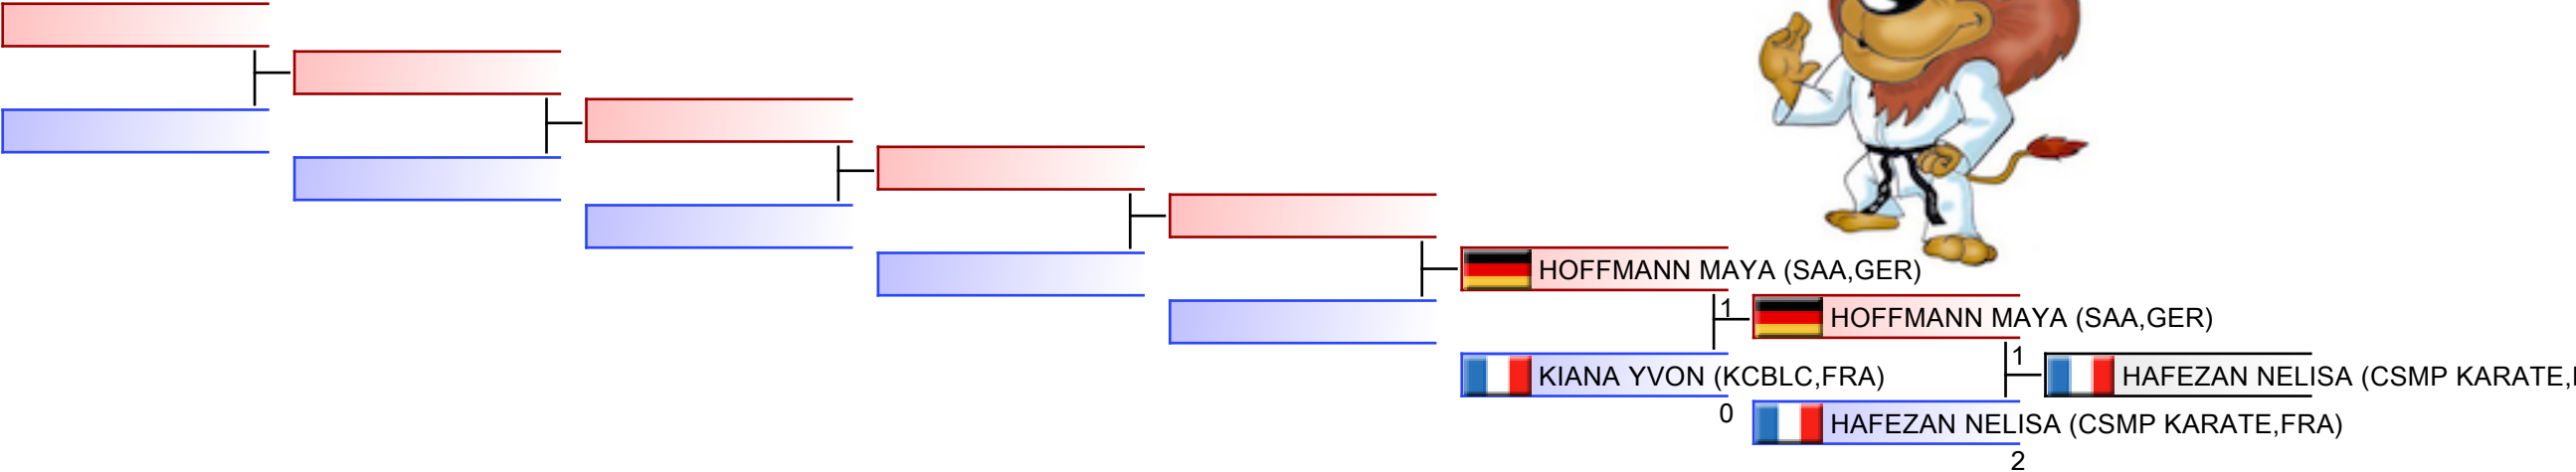 HOFFMANN MAYA (SAA,GER)
1
HOFFMANN MAYA (SAA,GER)
KIANA YVON (KCBLC,FRA)
0
1
HAFEZAN NELISA (CSMP KARATE,
HAFEZAN NELISA (CSMP KARATE,FRA)
2